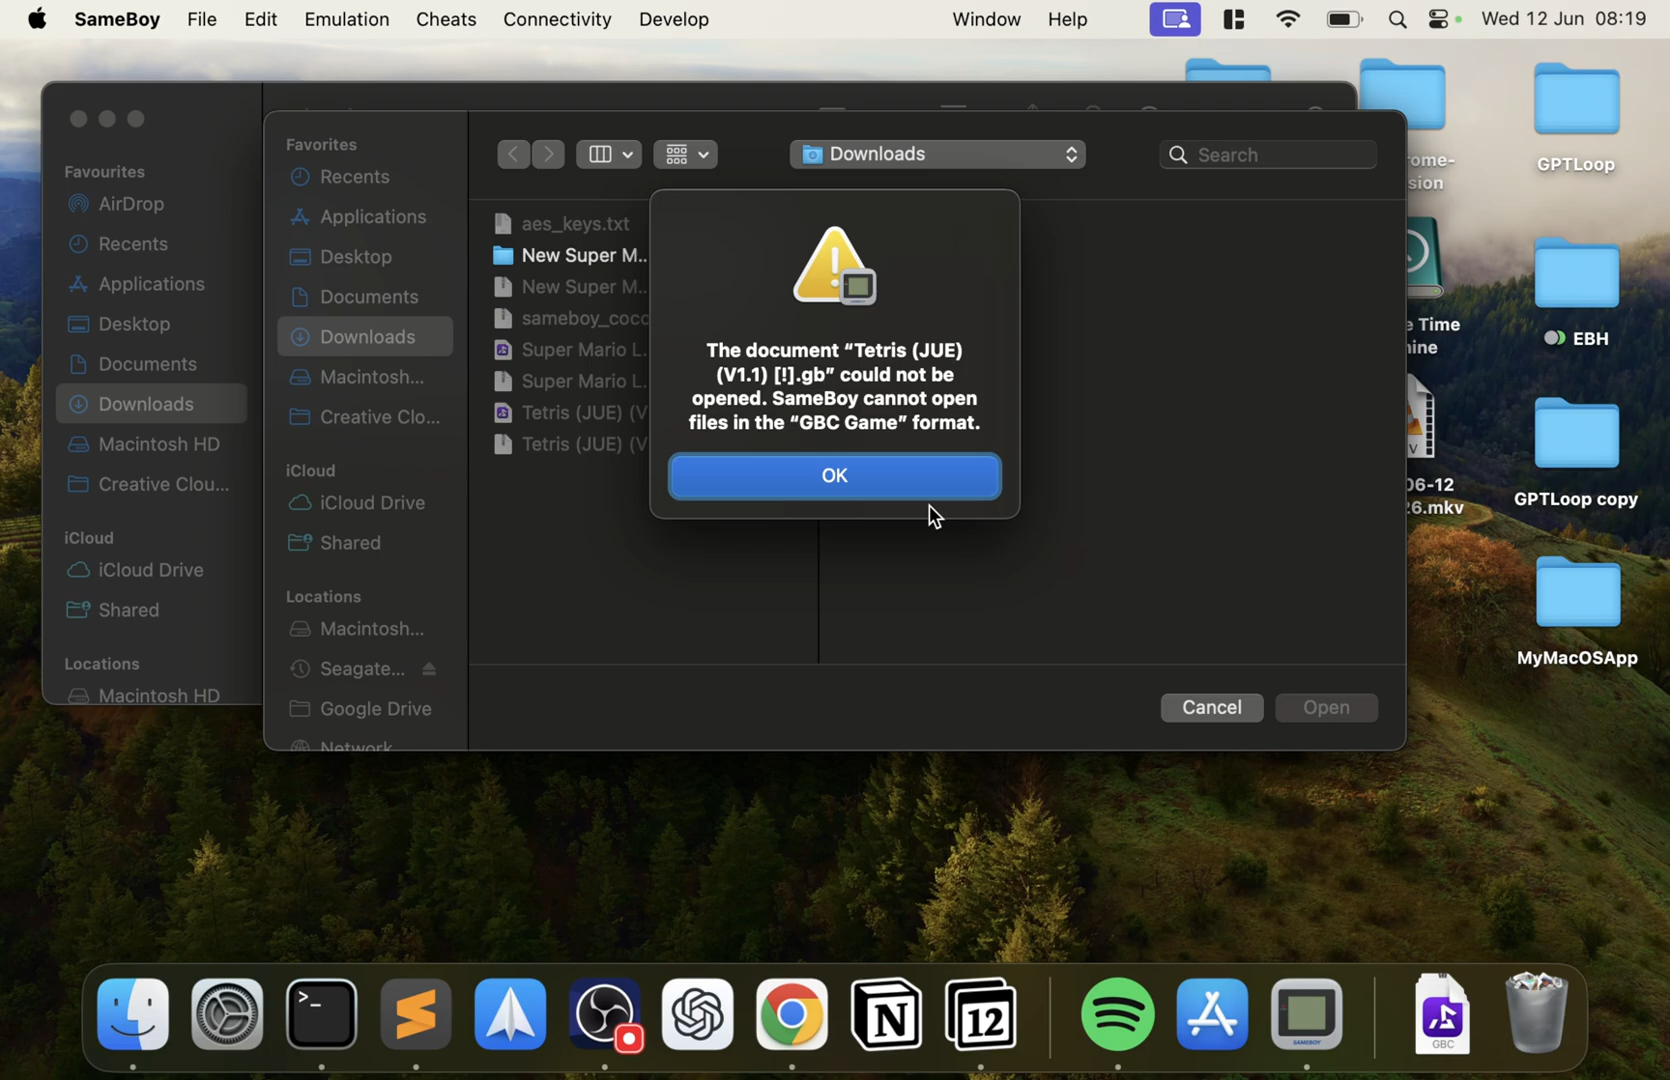 SameBoy File Edit Emulation Cheats Connectivity Develop Window Help Wed 12 Jun 08:19
Favourites
AirDrop
Recents
Applications
Desktop
Documents
Downloads
Macintosh HD
Creative Clou...
iCloud
iCloud Drive
Shared
Locations
Macintosh HD
Favorites
Recents
Applications
Desktop
Documents
Downloads
Macintosh...
Creative Clo...
iCloud
iCloud Drive
Shared
Locations
Macintosh...
Seagate...
Google Drive
Network
Downloads
Search
aes_keys.txt
New Super M..
New Super M..
sameboy_coco
Super Mario L.
Super Mario L.
Tetris (JUE) (V
Tetris (JUE) (V
The document “Tetris (JUE)
(V1.1) [!].gb” could not be
opened. SameBoy cannot open
files in the “GBC Game” format.
OK
Cancel Open
rome-
sion
GPTLoop
e Time
hine
EBH
V
06-12
26.mkv
GPTLoop copy
MyMacOSApp
12
SAMEBOY
GBC